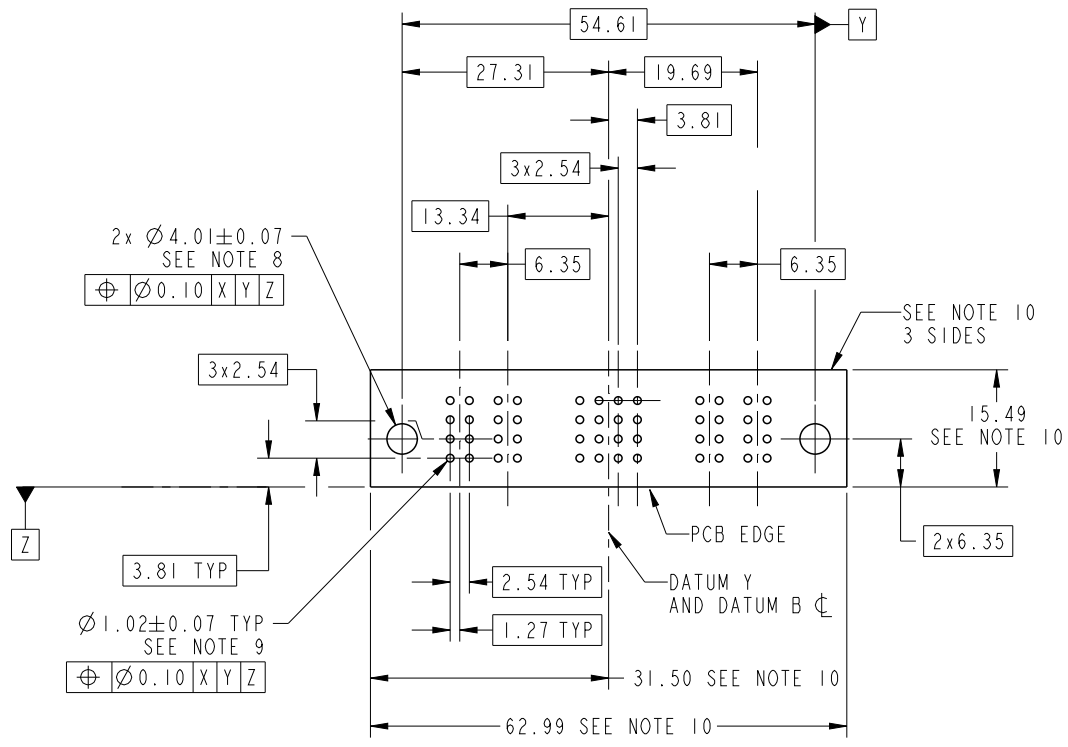 54.61
Y
27.31
19.69
3.81
3x2.54
13.34
2x Ø4.01±0.07
SEE NOTE 8
⌖ Ø0.10 X Y Z
6.35
6.35
SEE NOTE 10
3 SIDES
3x2.54
15.49
SEE NOTE 10
Z
PCB EDGE
2x6.35
3.81 TYP
2.54 TYP
DATUM Y
AND DATUM B ℄
Ø1.02±0.07 TYP
SEE NOTE 9
⌖ Ø0.10 X Y Z
1.27 TYP
31.50 SEE NOTE 10
62.99 SEE NOTE 10